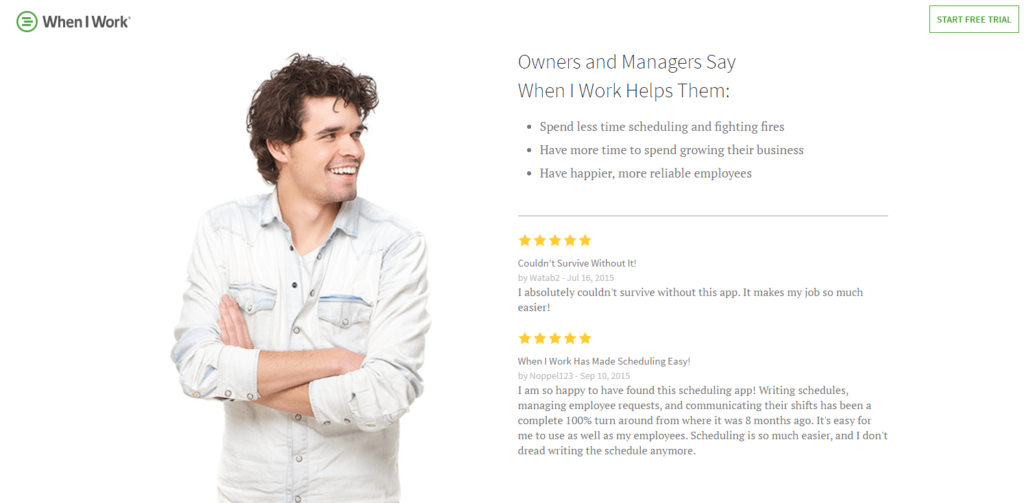 When I Work®
START FREE TRIAL
Owners and Managers Say
When I Work Helps Them:
• Spend less time scheduling and fighting fires
• Have more time to spend growing their business
• Have happier, more reliable employees
Couldn't Survive Without It!
by Watab2 - Jul 16, 2015
I absolutely couldn't survive without this app. It makes my job so much
easier!
When I Work Has Made Scheduling Easy!
by Noppel123 - Sep 10, 2015
I am so happy to have found this scheduling app! Writing schedules,
managing employee requests, and communicating their shifts has been a
complete 100% turn around from where it was 8 months ago. It's easy for
me to use as well as my employees. Scheduling is so much easier, and I don't
dread writing the schedule anymore.